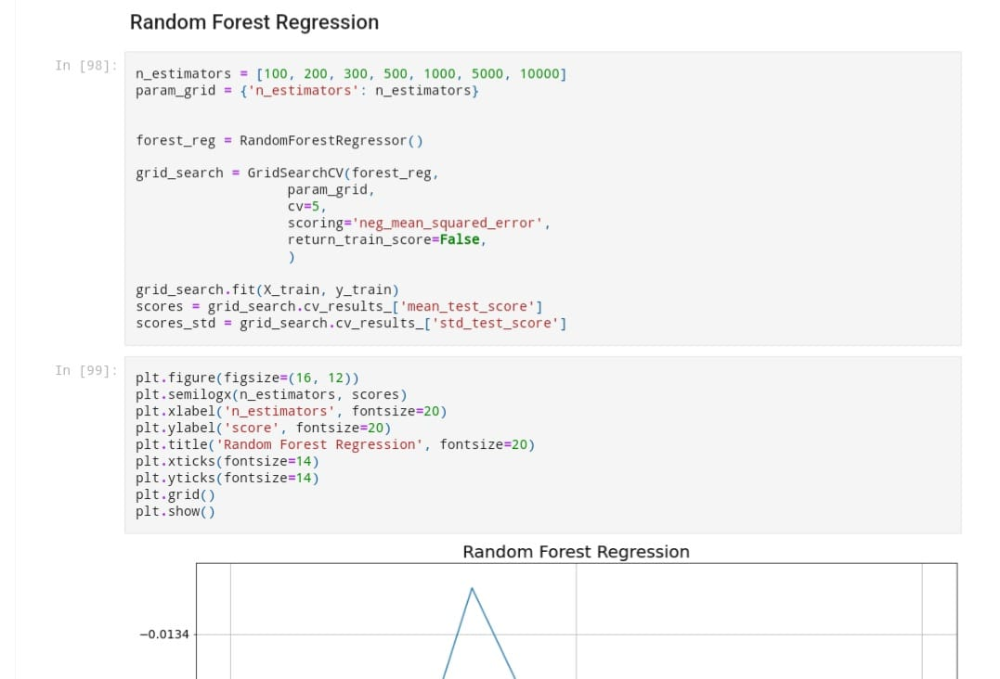 Random Forest Regression
In [98]:
n_estimators = [100, 200, 300, 500, 1000, 5000, 10000]
param_grid = {'n_estimators': n_estimators}
forest_reg = RandomForestRegressor()
grid_search = GridSearchCV(forest_reg,
param_grid,
cv=5,
scoring='neg_mean_squared_error',
return_train_score=False,
)
grid_search.fit(X_train, y_train)
scores = grid_search.cv_results_['mean_test_score']
scores_std = grid_search.cv_results_['std_test_score']
In [99]:
plt.figure(figsize=(16, 12))
plt.semilogx(n_estimators, scores)
plt.xlabel('n_estimators', fontsize=20)
plt.ylabel('score', fontsize=20)
plt.title('Random Forest Regression', fontsize=20)
plt.xticks(fontsize=14)
plt.yticks(fontsize=14)
plt.grid()
plt.show()
Random Forest Regression
−0.0134